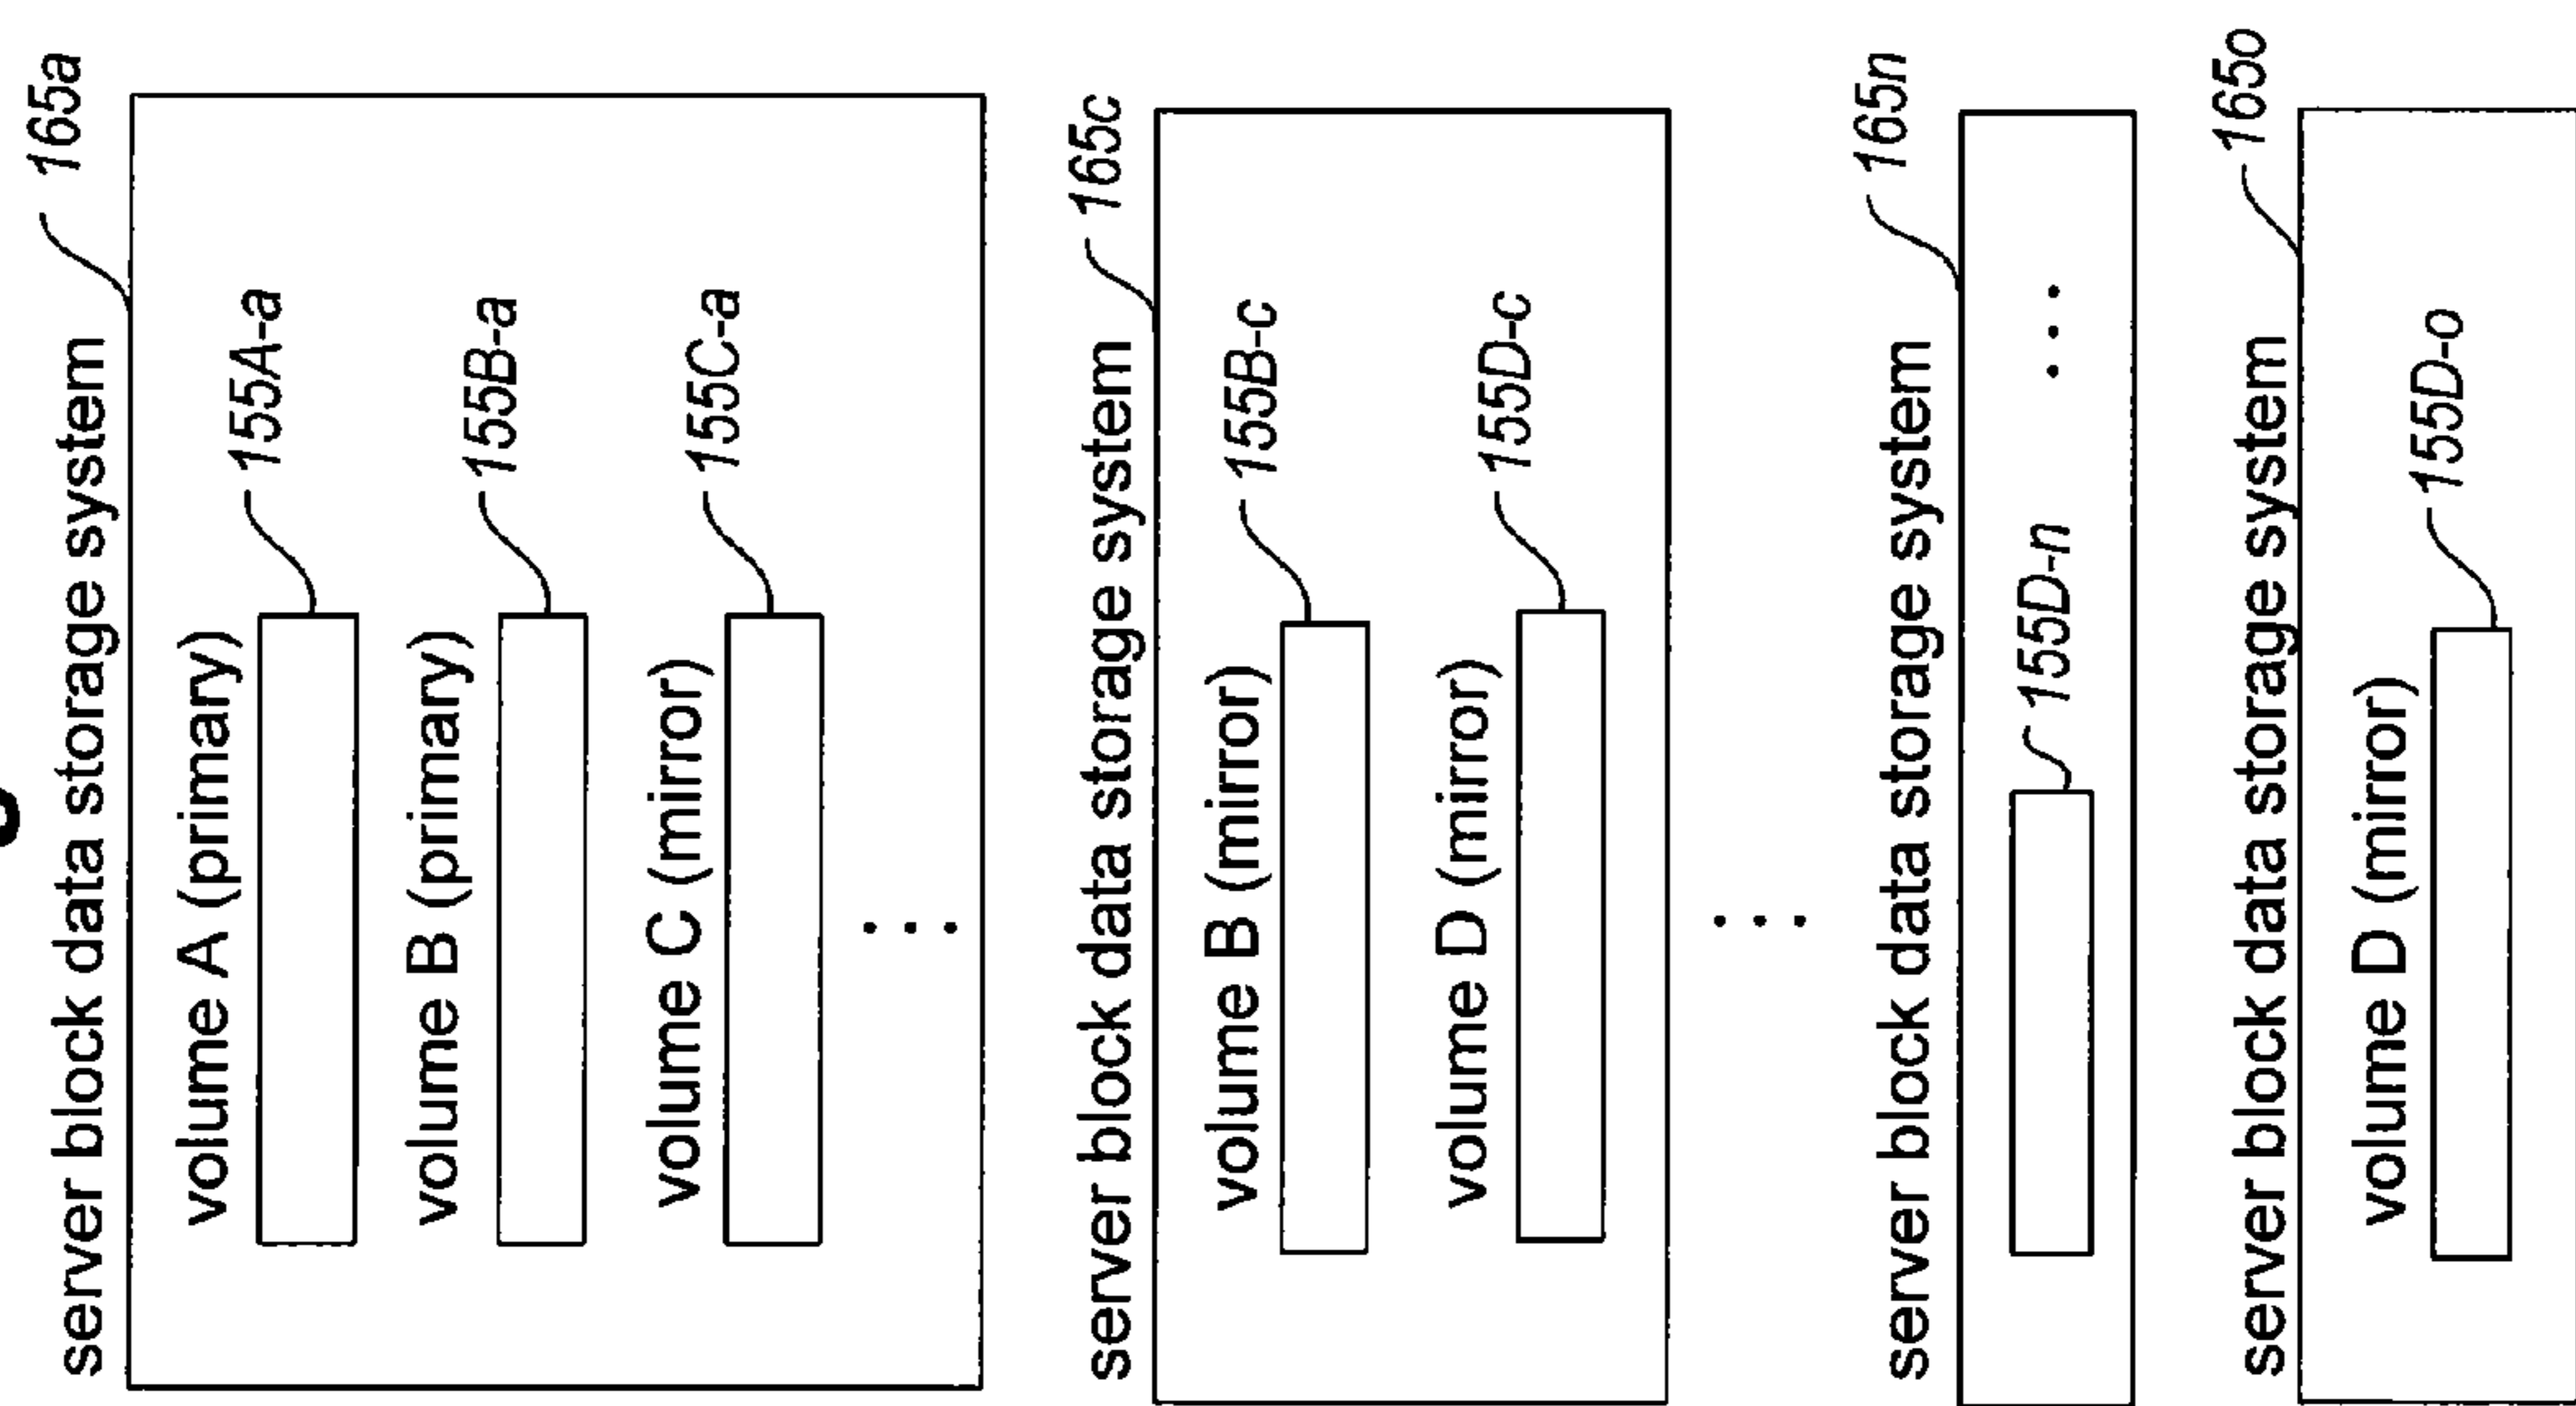 server block data storage system 165a
volume A (primary)
155A-a
volume B (primary)
155B-a
volume C (mirror)
155C-a
...
server block data storage system 165c
volume B (mirror)
155B-c
volume D (mirror)
155D-c
...
server block data storage system 165n
155D-n
...
server block data storage system 165o
volume D (mirror)
155D-o